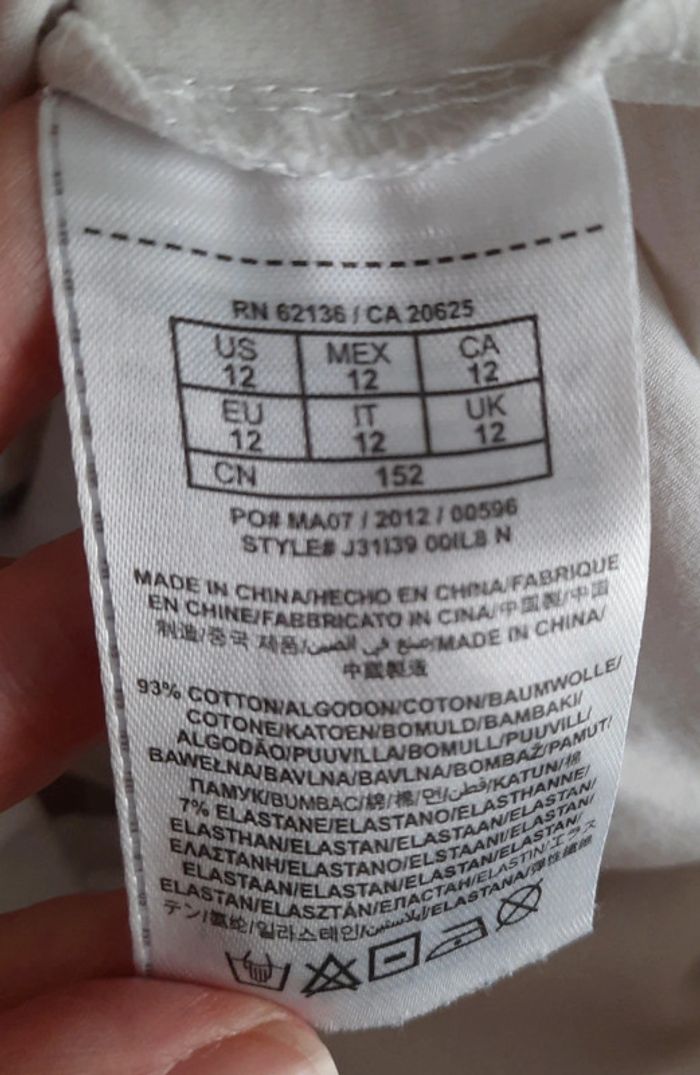 RN 62136 / CA 20625
US MEX CA
12 12 12
EU IT UK
12 12 12
CN 152
PO# MA07 / 2012 / 00596
STYLE# J31I39 00IL8 N
MADE IN CHINA/HECHO EN CHINA/FABRIQUE
EN CHINE/FABBRICATO IN CINA/中國製/中国
制造/중국 제품/صنع في الصين/MADE IN CHINA/
中國製造
93% COTTON/ALGODON/COTON/BAUMWOLLE/
COTONE/KATOEN/BOMULD/BAMBAKI/
ALGODÃO/PUUVILLA/BOMULL/PUUVILL/
BAWEŁNA/BAVLNA/BAVLNA/BOMBAŽ/PAMUT/
ПАМУК/BUMBAC/綿/棉/면/قطن/KATUN/棉
7% ELASTANE/ELASTANO/ELASTHANNE/
ELASTHAN/ELASTAN/ELASTAAN/ELASTAN/
ΕΛΑΣΤΑΝΗ/ELASTANO/ELSTAANI/ELASTAN/
ELASTAAN/ELASTAN/ELASTAN/ELASTAN/
ELASTAN/ELASZTÁN/ЕЛАСТАН/ELASTIN/エラス
テン/氨纶/일라스테인/إيلاستين/ELASTANA/彈性纖維